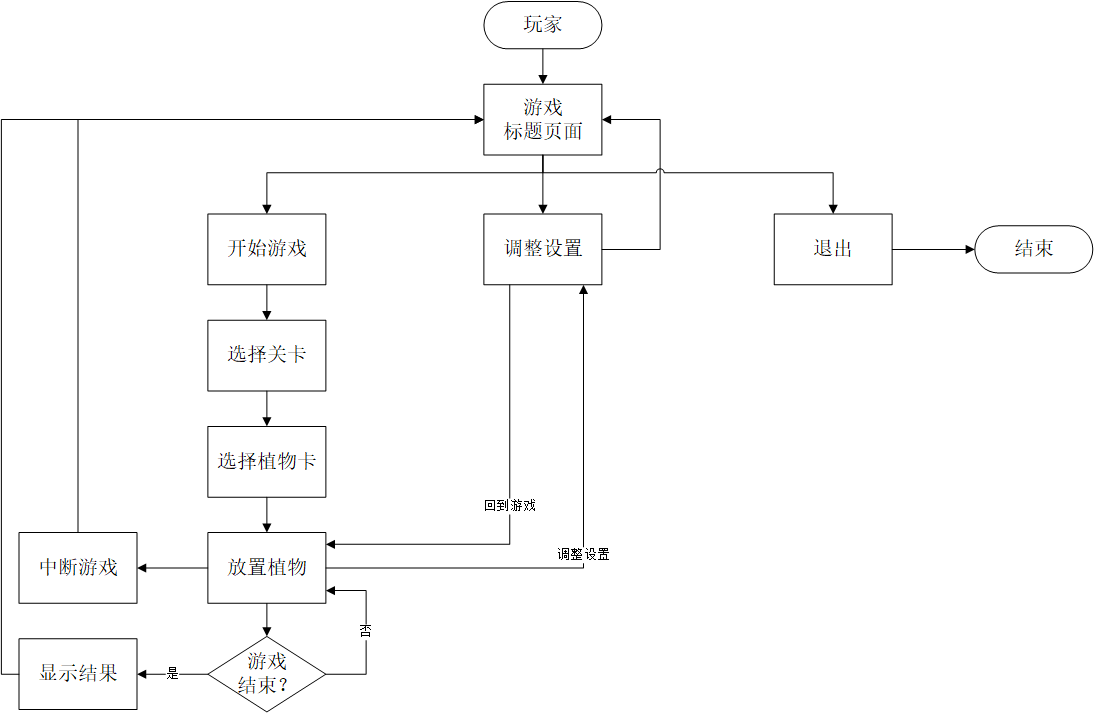 玩家
游戏
标题页面
开始游戏
调整设置
退出
结束
选择关卡
选择植物卡
回到游戏
调整设置
中断游戏
放置植物
否
显示结果
是
游戏
结束？